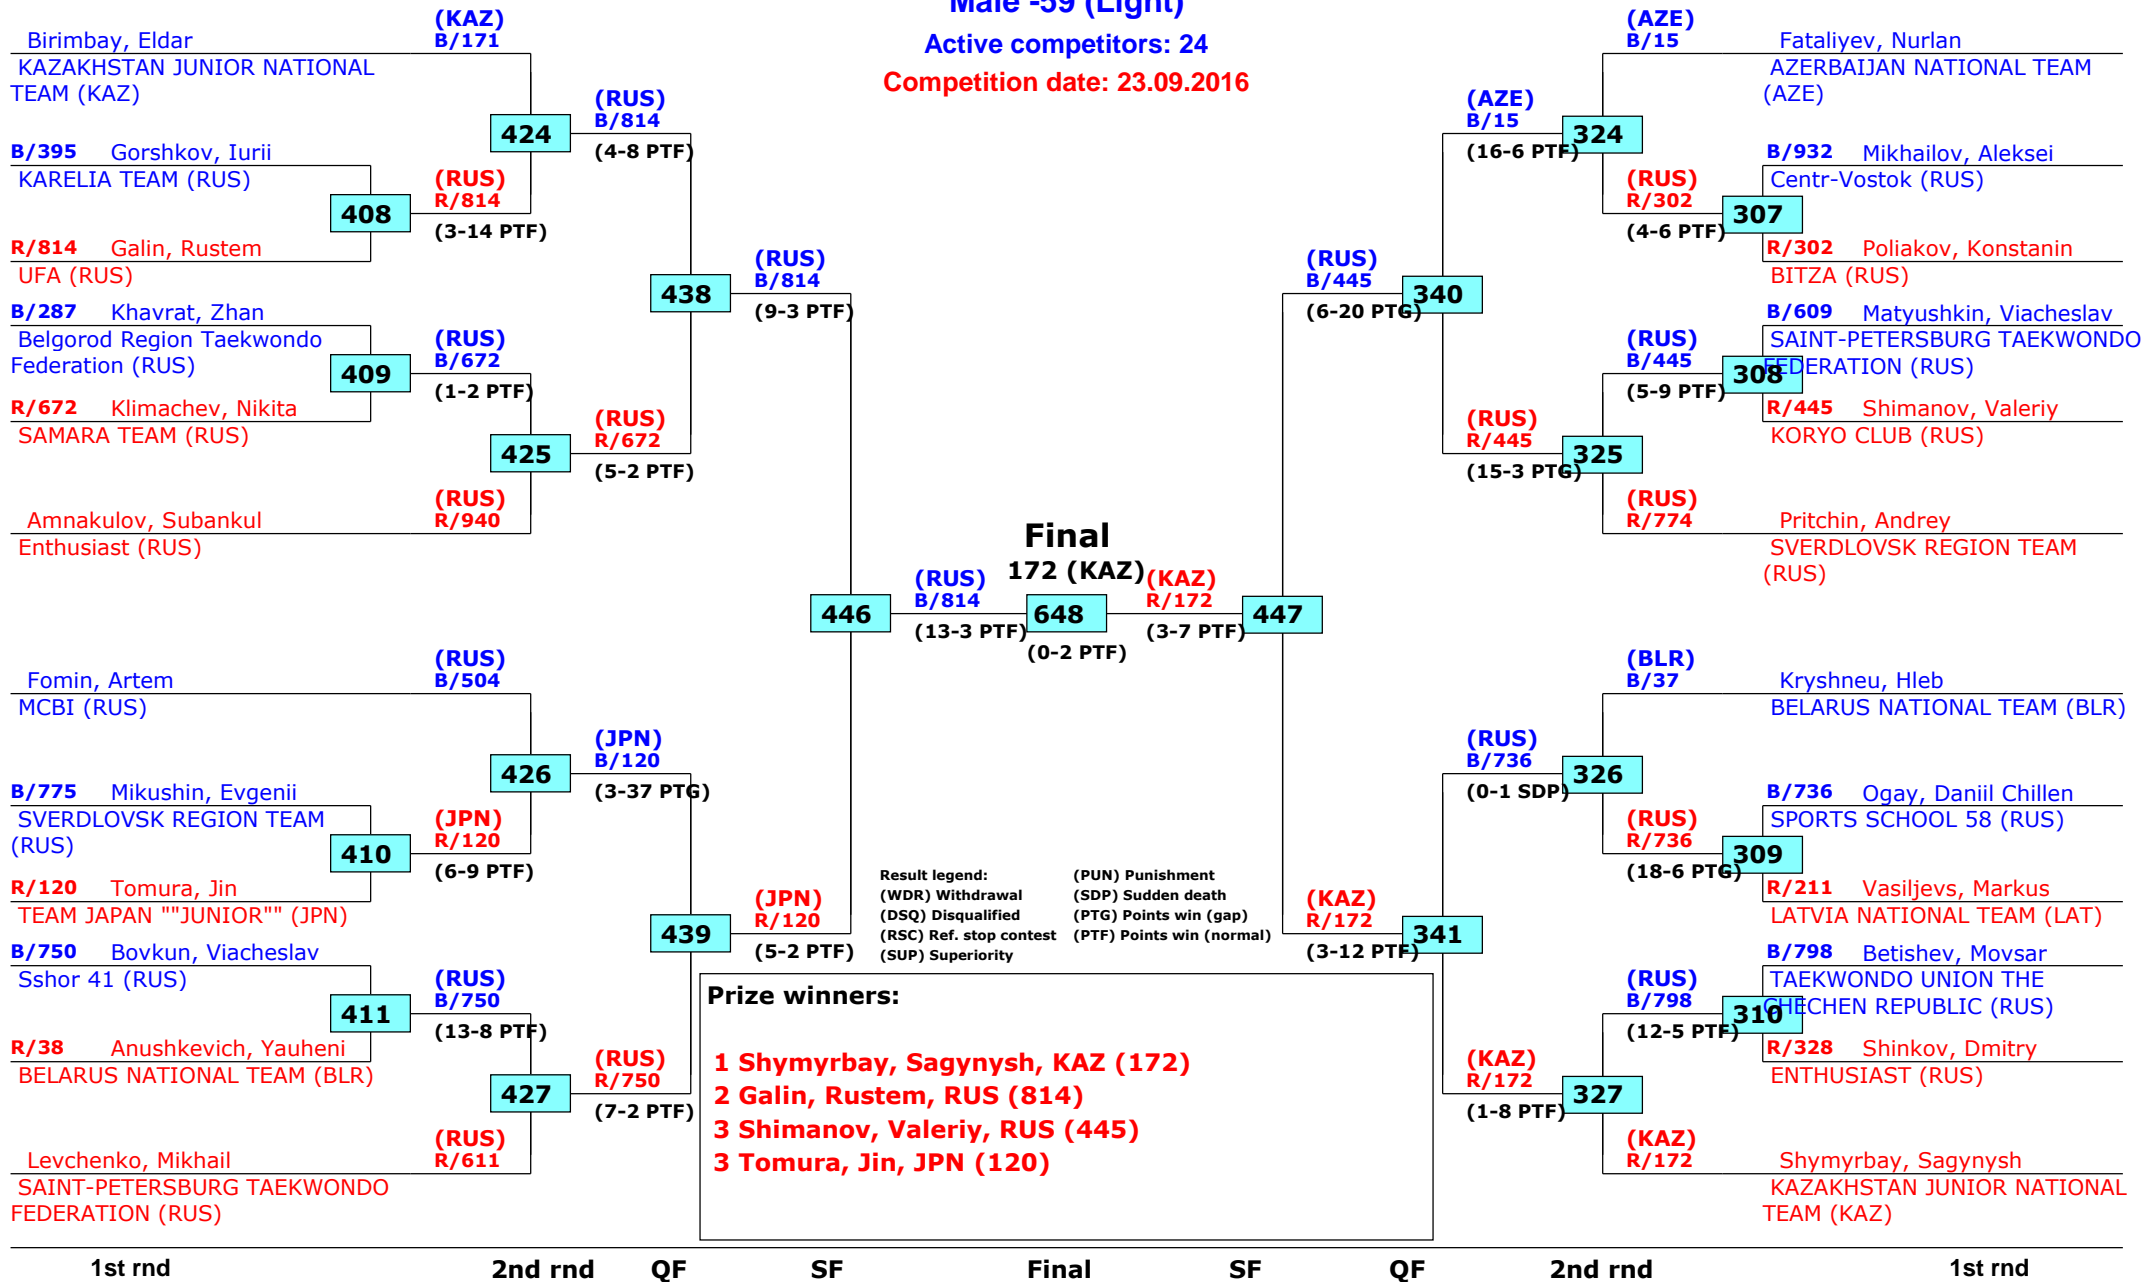 Male -59 (Light)
Active competitors: 24
Competition date: 23.09.2016
(KAZ)
B/171
Birimbay, Eldar
KAZAKHSTAN JUNIOR NATIONAL
TEAM (KAZ)
424
(RUS)
B/814
(4-8 PTF)
B/395 Gorshkov, Iurii
KARELIA TEAM (RUS)
408
(RUS)
R/814
(3-14 PTF)
R/814 Galin, Rustem
UFA (RUS)
438
(RUS)
B/814
(9-3 PTF)
B/287 Khavrat, Zhan
Belgorod Region Taekwondo
Federation (RUS)
409
(RUS)
B/672
(1-2 PTF)
R/672 Klimachev, Nikita
SAMARA TEAM (RUS)
425
(RUS)
R/672
(5-2 PTF)
(RUS)
R/940
Amnakulov, Subankul
Enthusiast (RUS)
446
(RUS)
B/814
(13-3 PTF)
Final
172 (KAZ)
648
(0-2 PTF)
(KAZ)
R/172
(3-7 PTF)
447
(RUS)
B/504
Fomin, Artem
MCBI (RUS)
426
(JPN)
B/120
(3-37 PTG)
B/775 Mikushin, Evgenii
SVERDLOVSK REGION TEAM
(RUS)
410
(JPN)
R/120
(6-9 PTF)
R/120 Tomura, Jin
TEAM JAPAN ""JUNIOR"" (JPN)
439
(JPN)
R/120
(5-2 PTF)
B/750 Bovkun, Viacheslav
Sshor 41 (RUS)
411
(RUS)
B/750
(13-8 PTF)
R/38 Anushkevich, Yauheni
BELARUS NATIONAL TEAM (BLR)
427
(RUS)
R/750
(7-2 PTF)
(RUS)
R/611
Levchenko, Mikhail
SAINT-PETERSBURG TAEKWONDO
FEDERATION (RUS)
(AZE)
B/15
Fataliyev, Nurlan
AZERBAIJAN NATIONAL TEAM
(AZE)
(AZE)
B/15
(16-6 PTF)
324
B/932 Mikhailov, Aleksei
Centr-Vostok (RUS)
(RUS)
R/302
(4-6 PTF)
307
R/302 Poliakov, Konstanin
BITZA (RUS)
(RUS)
B/445
(6-20 PTG)
340
B/609 Matyushkin, Viacheslav
SAINT-PETERSBURG TAEKWONDO
FEDERATION (RUS)
(RUS)
B/445
(5-9 PTF)
308
R/445 Shimanov, Valeriy
KORYO CLUB (RUS)
(RUS)
R/445
(15-3 PTG)
325
(RUS)
R/774
Pritchin, Andrey
SVERDLOVSK REGION TEAM
(RUS)
(BLR)
B/37
Kryshneu, Hleb
BELARUS NATIONAL TEAM (BLR)
(RUS)
B/736
(0-1 SDP)
326
B/736 Ogay, Daniil Chillen
SPORTS SCHOOL 58 (RUS)
(RUS)
R/736
(18-6 PTG)
309
R/211 Vasiljevs, Markus
LATVIA NATIONAL TEAM (LAT)
(KAZ)
R/172
(3-12 PTF)
341
B/798 Betishev, Movsar
TAEKWONDO UNION THE
CHECHEN REPUBLIC (RUS)
(RUS)
B/798
(12-5 PTF)
310
R/328 Shinkov, Dmitry
ENTHUSIAST (RUS)
(KAZ)
R/172
(1-8 PTF)
327
(KAZ)
R/172
Shymyrbay, Sagynysh
KAZAKHSTAN JUNIOR NATIONAL
TEAM (KAZ)
Result legend: (PUN) Punishment
(WDR) Withdrawal (SDP) Sudden death
(DSQ) Disqualified (PTG) Points win (gap)
(RSC) Ref. stop contest (PTF) Points win (normal)
(SUP) Superiority
Prize winners:
1 Shymyrbay, Sagynysh, KAZ (172)
2 Galin, Rustem, RUS (814)
3 Shimanov, Valeriy, RUS (445)
3 Tomura, Jin, JPN (120)
1st rnd 2nd rnd QF SF Final SF QF 2nd rnd 1st rnd